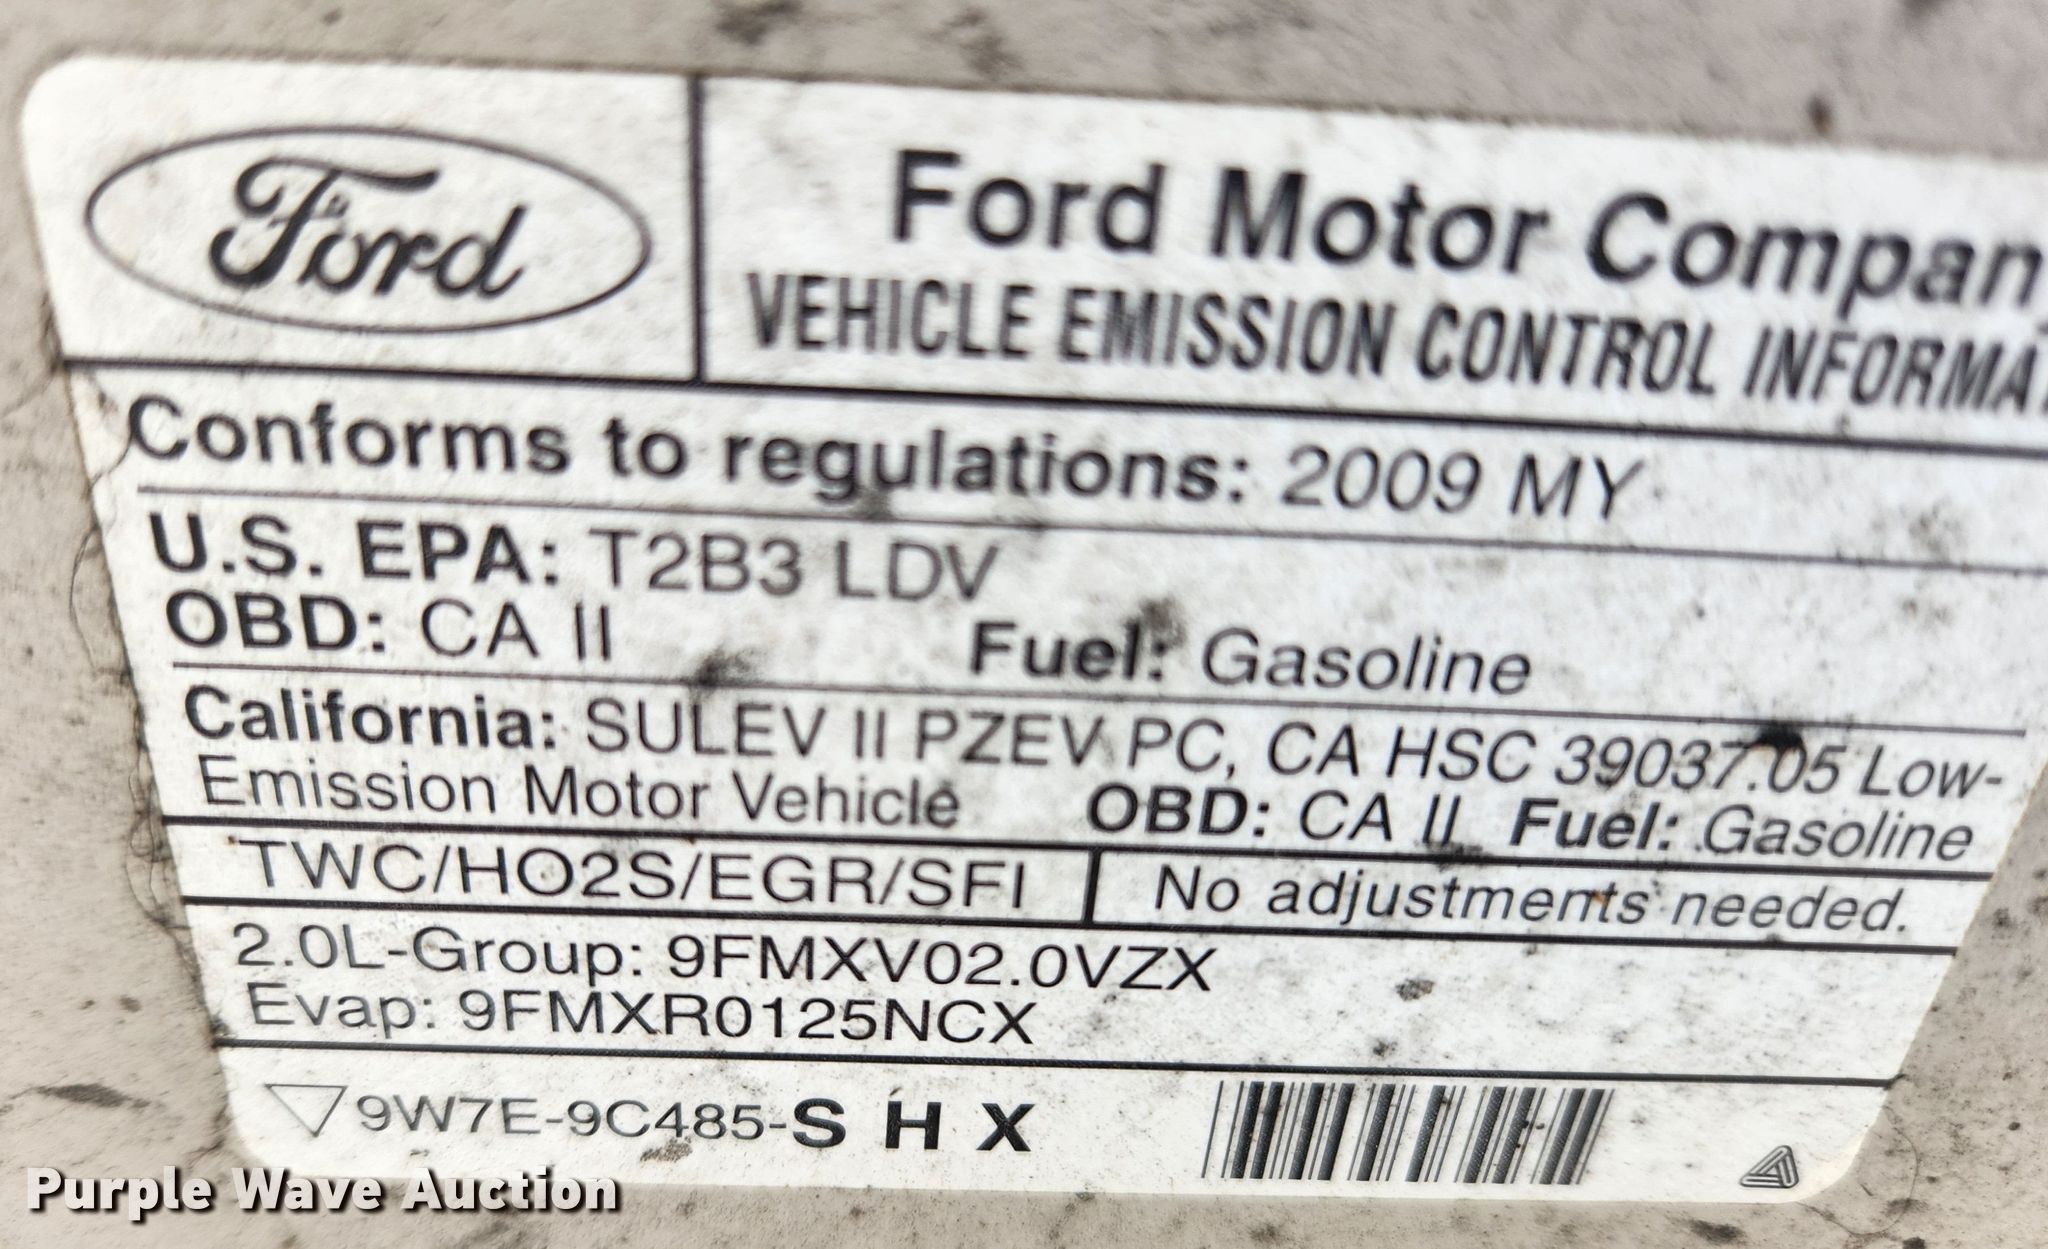 Ford
Ford Motor Compan
VEHICLE EMISSION CONTROL INFORMA
Conforms to regulations: 2009 MY
U.S. EPA: T2B3 LDV
OBD: CA II Fuel: Gasoline
California: SULEV II PZEV PC, CA HSC 39037.05 Low-
Emission Motor Vehicle OBD: CA II Fuel: Gasoline
TWC/HO2S/EGR/SFI No adjustments needed.
2.0L-Group: 9FMXV02.0VZX
Evap: 9FMXR0125NCX
9W7E-9C485-S H X
Purple Wave Auction